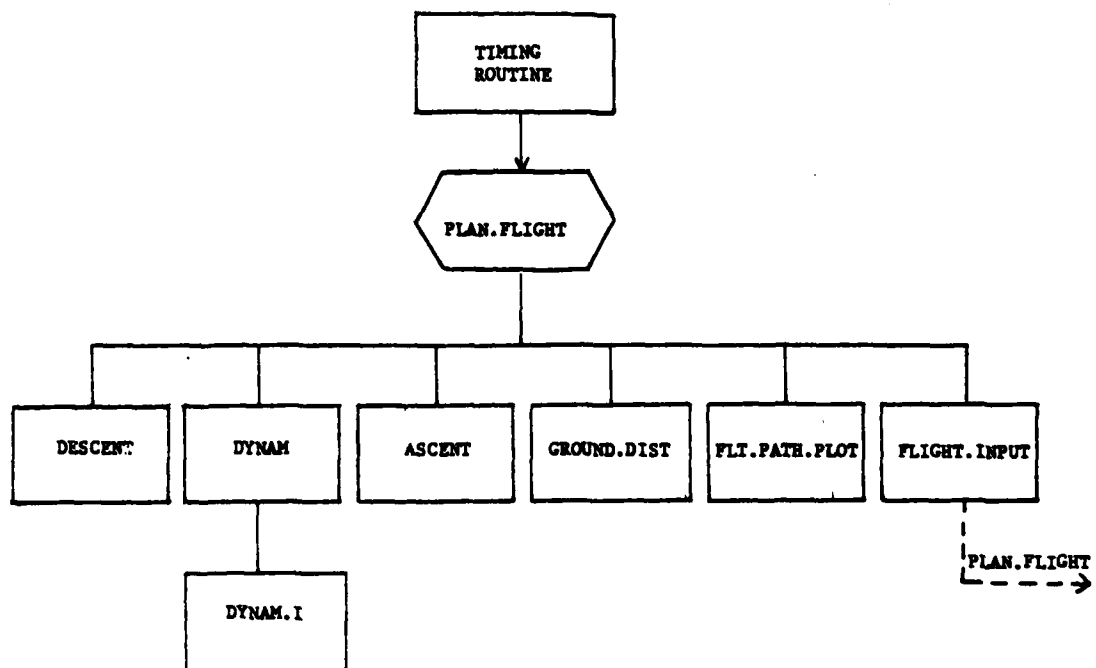 TIMING
ROUTINE
PLAN.FLIGHT
DESCENT
DYNAM
ASCENT
GROUND.DIST
FLT.PATH.PLOT
FLIGHT.INPUT
PLAN.FLIGHT
DYNAM.I